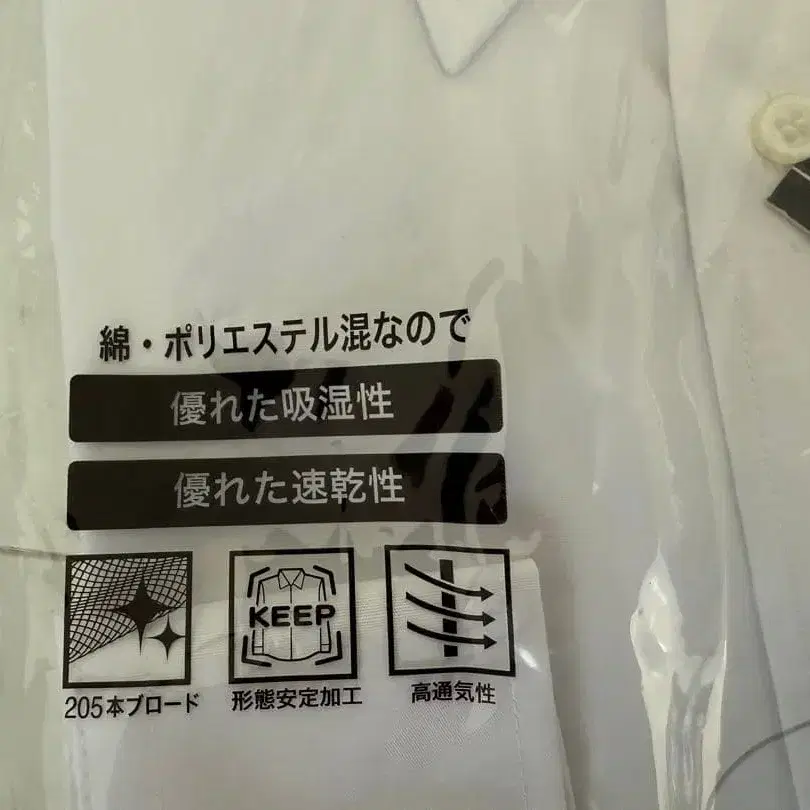 綿・ポリエステル混なので
優れた吸湿性
優れた速乾性
KEEP
205本ブロード
形態安定加工
高通気性